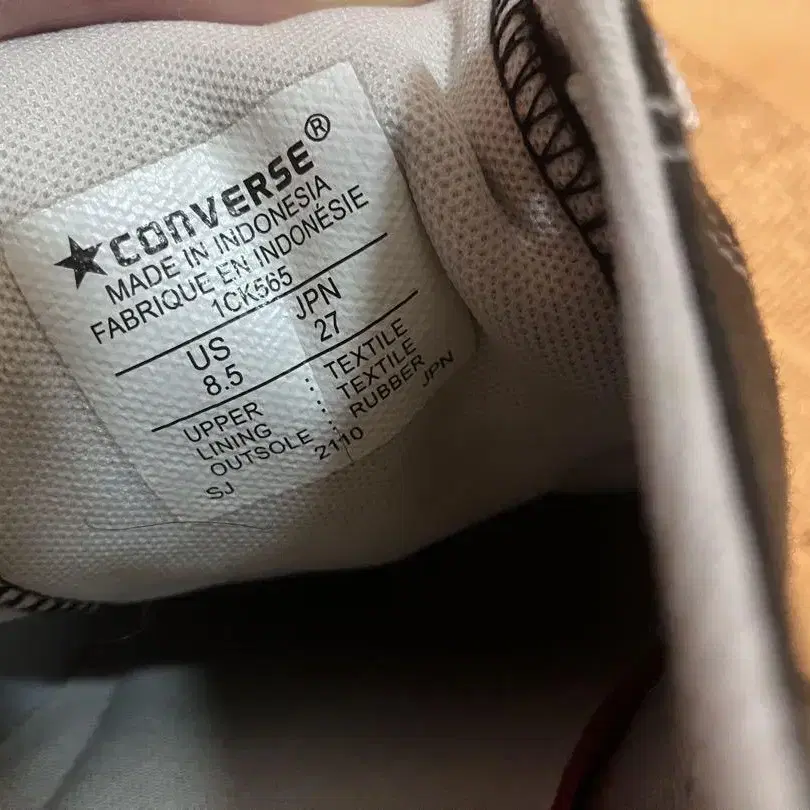 ★CONVERSE®
MADE IN INDONESIA
FABRIQUE EN INDONÉSIE
1CK565
US JPN
8.5 27
UPPER : TEXTILE
LINING : TEXTILE
OUTSOLE : RUBBER
SJ 2110 JPN